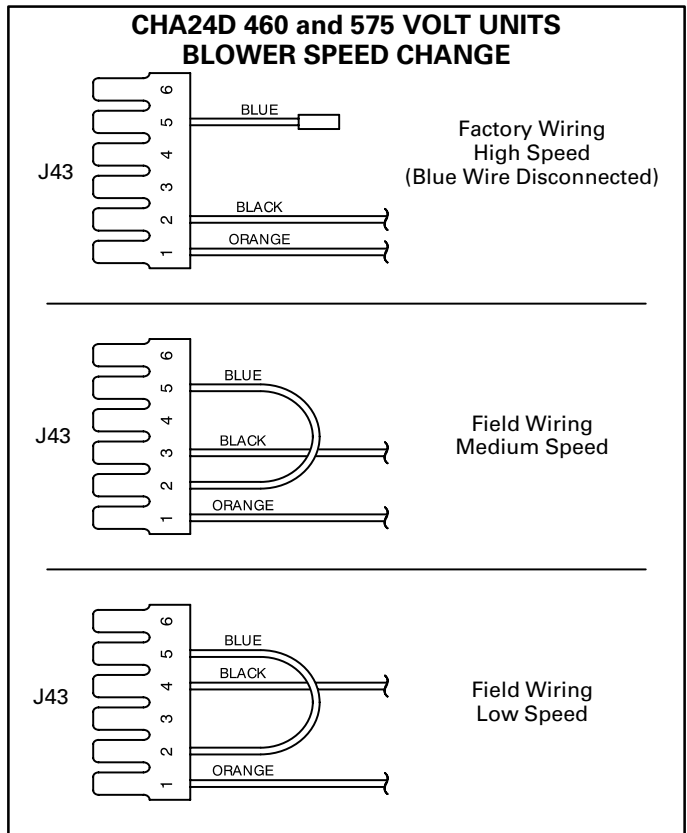 CHA24D 460 and 575 VOLT UNITS
BLOWER SPEED CHANGE
J43
6
5
4
3
2
1
BLUE
BLACK
ORANGE
Factory Wiring
High Speed
(Blue Wire Disconnected)
J43
6
5
4
3
2
1
BLUE
BLACK
ORANGE
Field Wiring
Medium Speed
J43
6
5
4
3
2
1
BLUE
BLACK
ORANGE
Field Wiring
Low Speed